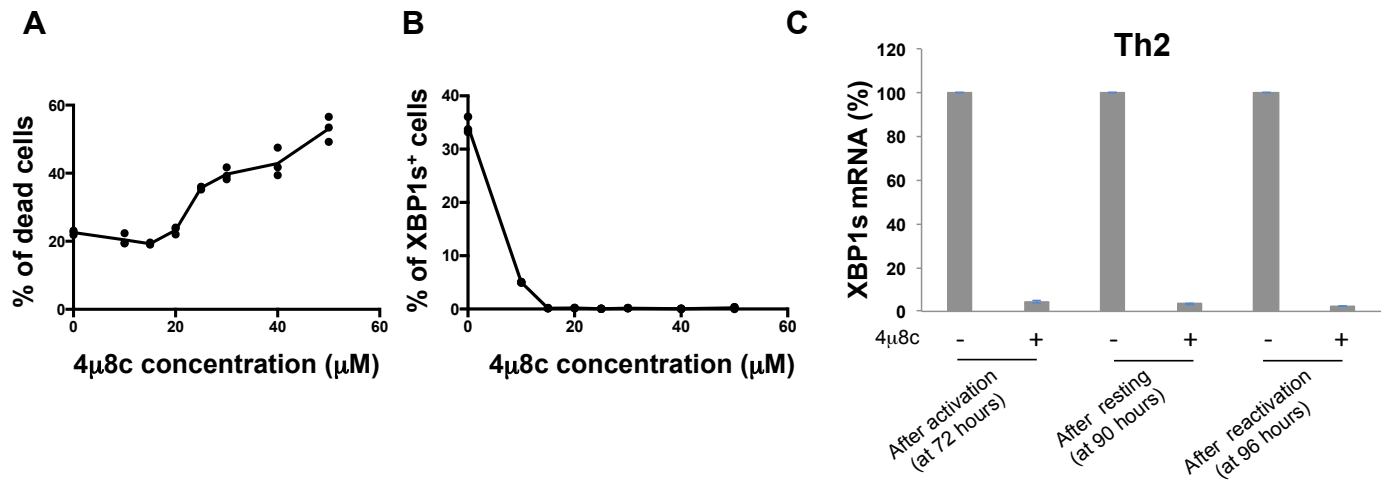 A
% of dead cells
60
40
20
0
0 20 40 60
4μ8c concentration (μM)
B
% of XBP1s+ cells
40
30
20
10
0
0 20 40 60
4μ8c concentration (μM)
C
Th2
XBP1s mRNA (%)
120
100
80
60
40
20
0
4μ8c - + - + - +
After activation
(at 72 hours)
After resting
(at 90 hours)
After reactivation
(at 96 hours)